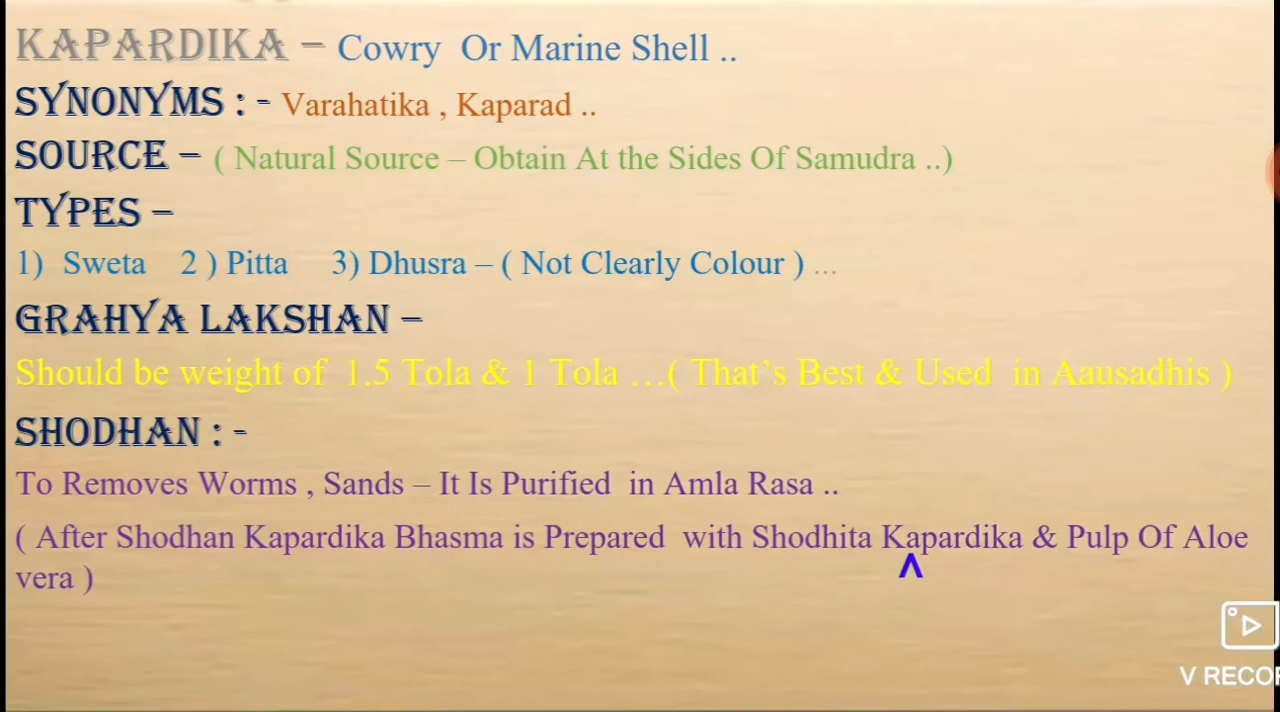 KAPARDIKA – Cowry Or Marine Shell ..
SYNONYMS : - Varahatika , Kaparad ..
SOURCE – ( Natural Source – Obtain At the Sides Of Samudra ..)
TYPES –
1) Sweta 2 ) Pitta 3) Dhusra – ( Not Clearly Colour ) ...
GRAHYA LAKSHAN –
Should be weight of 1.5 Tola & 1 Tola ...( That’s Best & Used in Aausadhis )
SHODHAN : -
To Removes Worms , Sands – It Is Purified in Amla Rasa ..
( After Shodhan Kapardika Bhasma is Prepared with Shodhita Kapardika & Pulp Of Aloe
vera )
V RECOR